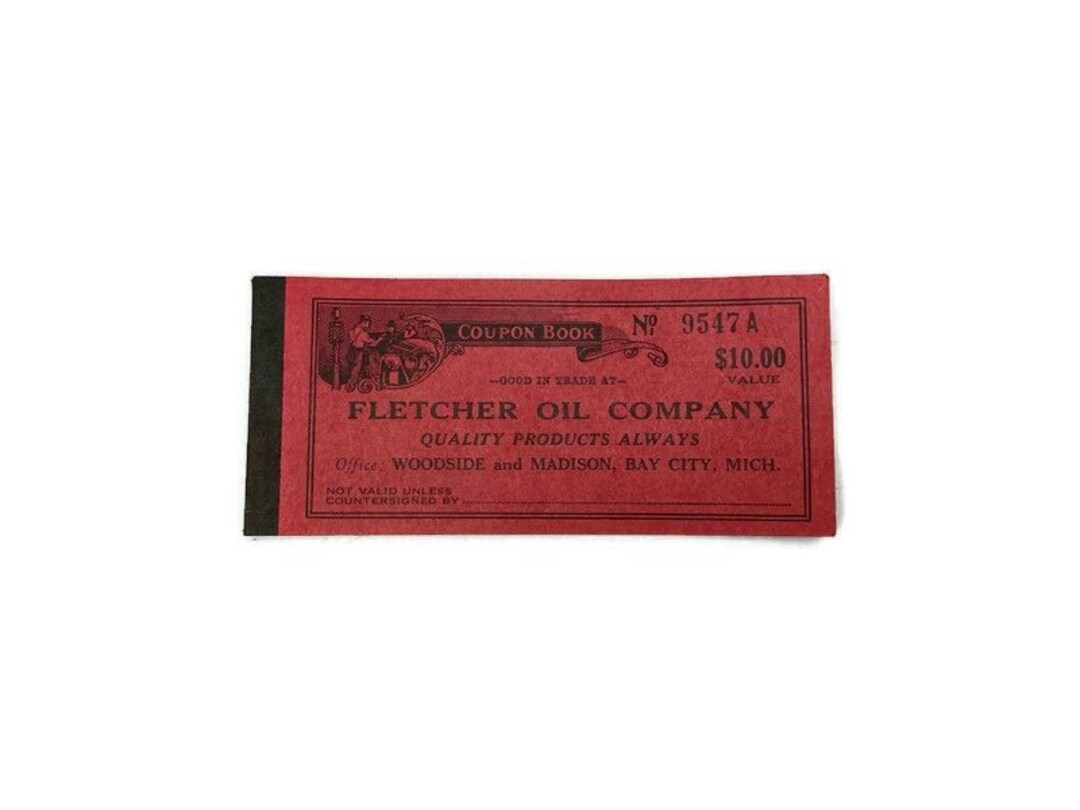 COUPON BOOK
No 9547 A
$10.00
VALUE
—GOOD IN TRADE AT—
FLETCHER OIL COMPANY
QUALITY PRODUCTS ALWAYS
Office: WOODSIDE and MADISON, BAY CITY, MICH.
NOT VALID UNLESS
COUNTERSIGNED BY